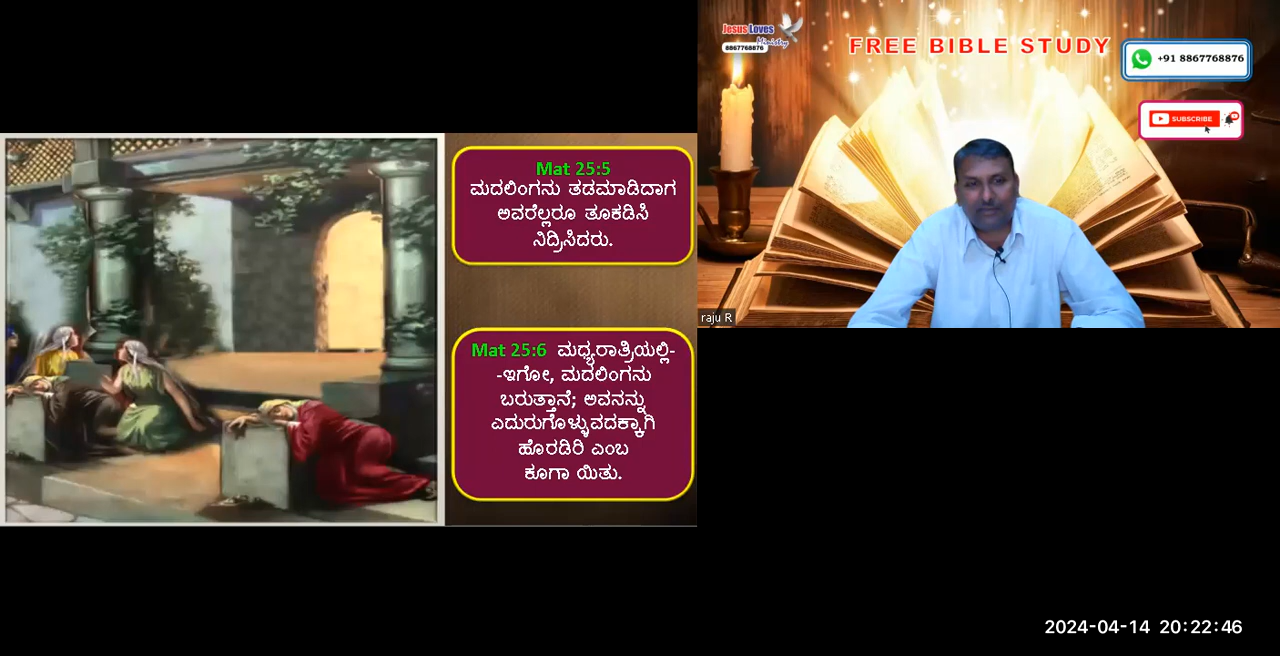 Mat 25:5
ಮದಲಿಂಗನು ತಡಮಾಡಿದಾಗ
ಅವರೆಲ್ಲರೂ ತೂಕಡಿಸಿ
ನಿದ್ರಿಸಿದರು.
Mat 25:6 ಮಧ್ಯರಾತ್ರಿಯಲ್ಲಿ-
-ಇಗೋ, ಮದಲಿಂಗನು
ಬರುತ್ತಾನೆ; ಅವನನ್ನು
ಎದುರುಗೊಳ್ಳುವದಕ್ಕಾಗಿ
ಹೊರಡಿರಿ ಎಂಬ
ಕೂಗಾ ಯಿತು.
Jesus Loves
Ministry
8867768876
FREE BIBLE STUDY
+91 8867768876
SUBSCRIBE
raju R
2024-04-14 20:22:46